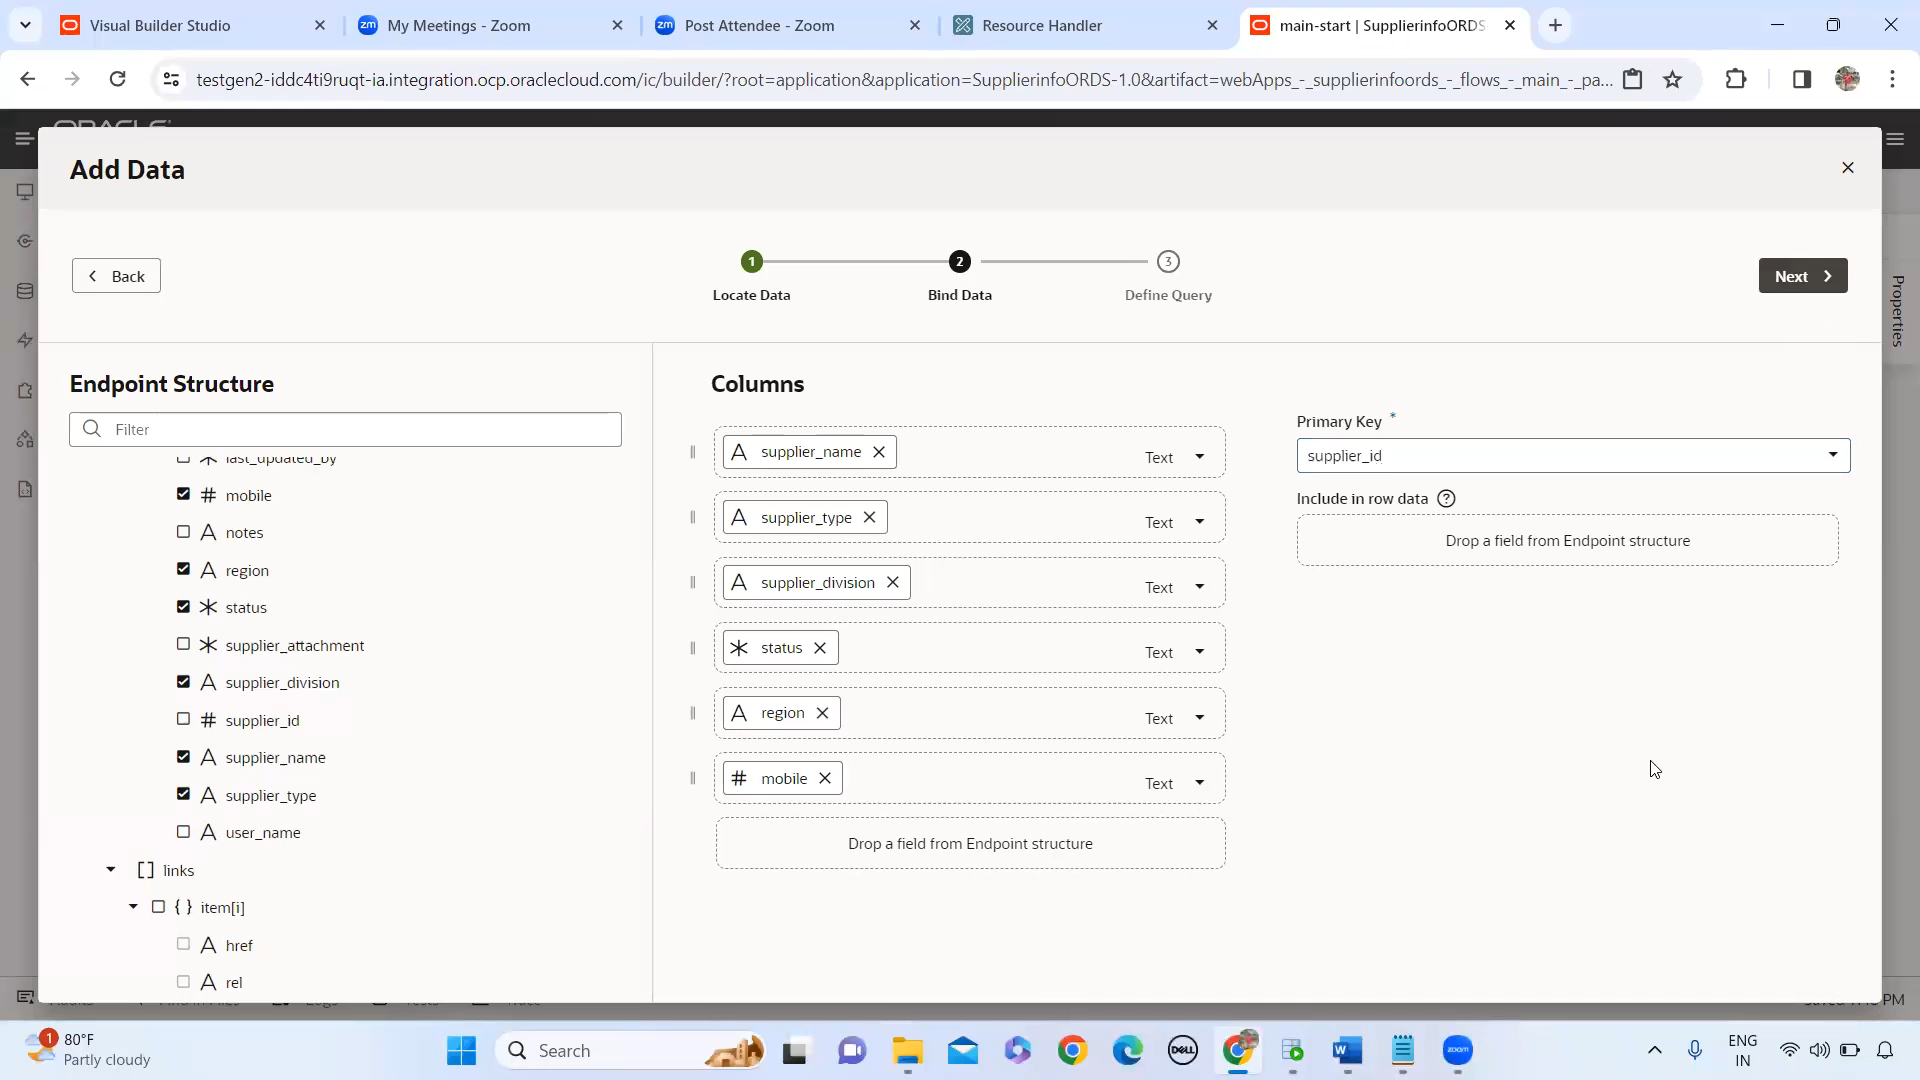 Visual Builder Studio
My Meetings - Zoom
Post Attendee - Zoom
Resource Handler
main-start | SupplierinfoORDS
testgen2-iddc4ti9ruqt-ia.integration.ocp.oraclecloud.com/ic/builder/?root=application&application=SupplierinfoORDS-1.0&artifact=webApps_-_supplierinfoords_-_flows_-_main_-_pa...
ORACLE
Add Data
Back
1
2
3
Locate Data
Bind Data
Define Query
Next
Properties
Endpoint Structure
Filter
last_updated_by
# mobile
A notes
A region
status
supplier_attachment
A supplier_division
# supplier_id
A supplier_name
A supplier_type
A user_name
[] links
{} item[i]
A href
A rel
Columns
A supplier_name Text
A supplier_type Text
A supplier_division Text
status Text
A region Text
# mobile Text
Drop a field from Endpoint structure
Primary Key *
supplier_id
Include in row data ?
Drop a field from Endpoint structure
1
80°F
Partly cloudy
Search
DELL
zoom
ENG
IN